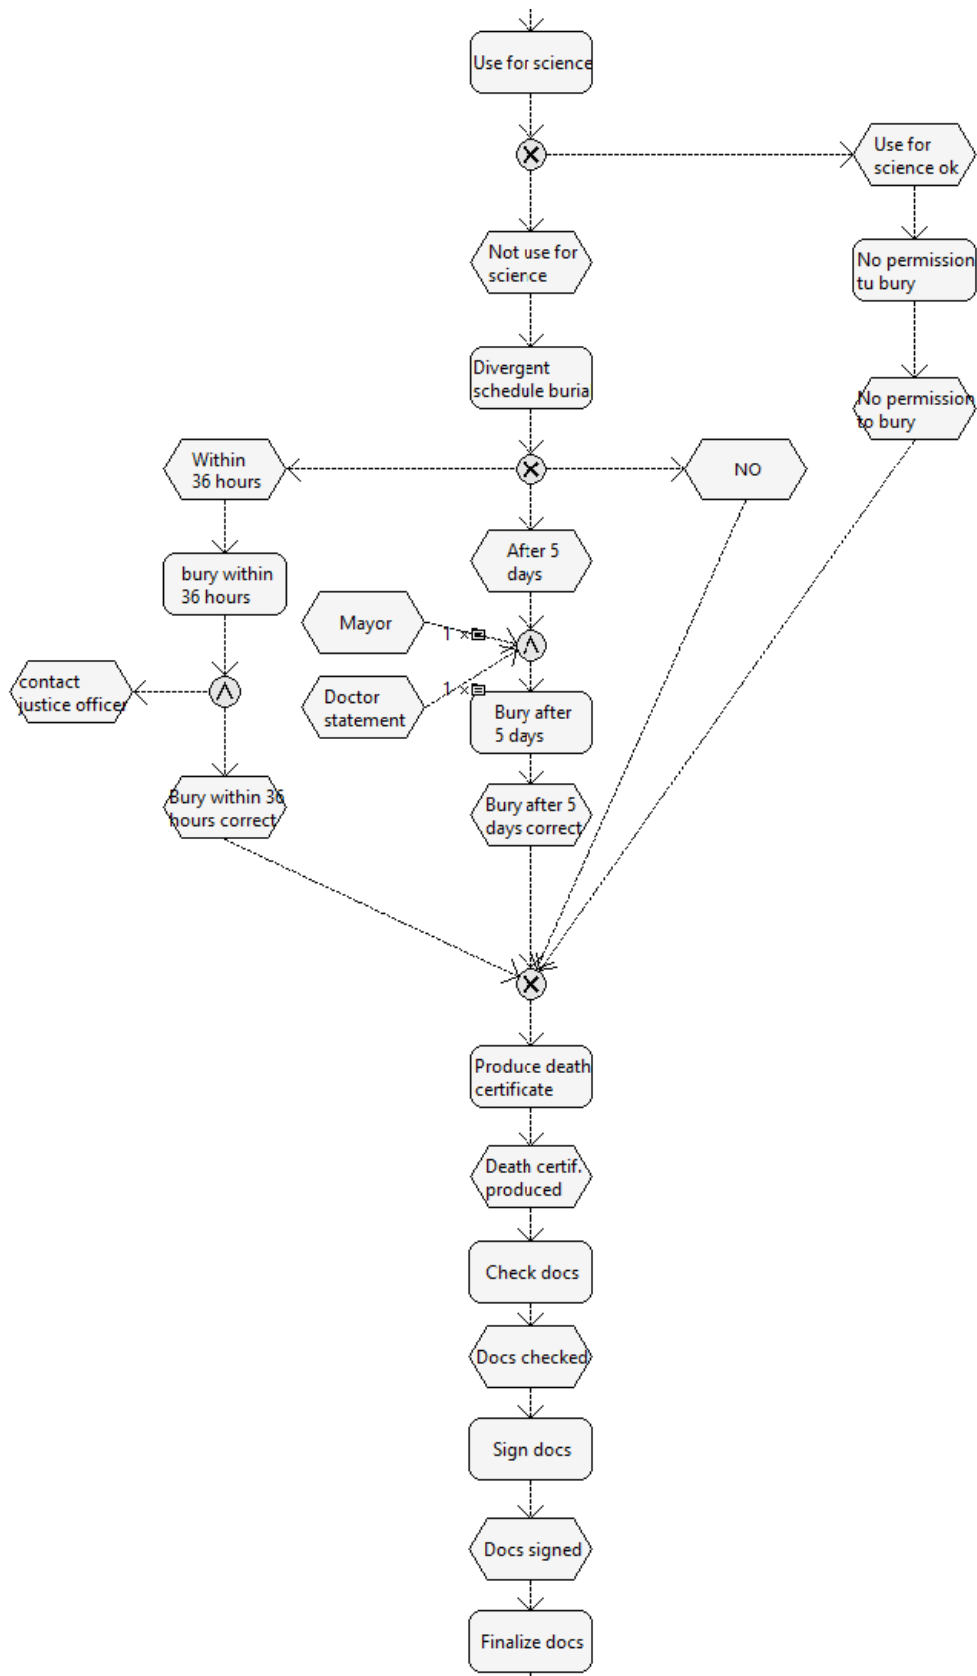 Use for science
Use for
science ok
Not use for
science
No permission
tu bury
Divergent
schedule buria
No permission
to bury
Within
36 hours
NO
After 5
days
bury within
36 hours
Mayor
1 x
contact
justice officer
Doctor
statement
1 x
Bury after
5 days
Bury within 36
hours correct
Bury after 5
days correct
Produce death
certificate
Death certif.
produced
Check docs
Docs checked
Sign docs
Docs signed
Finalize docs